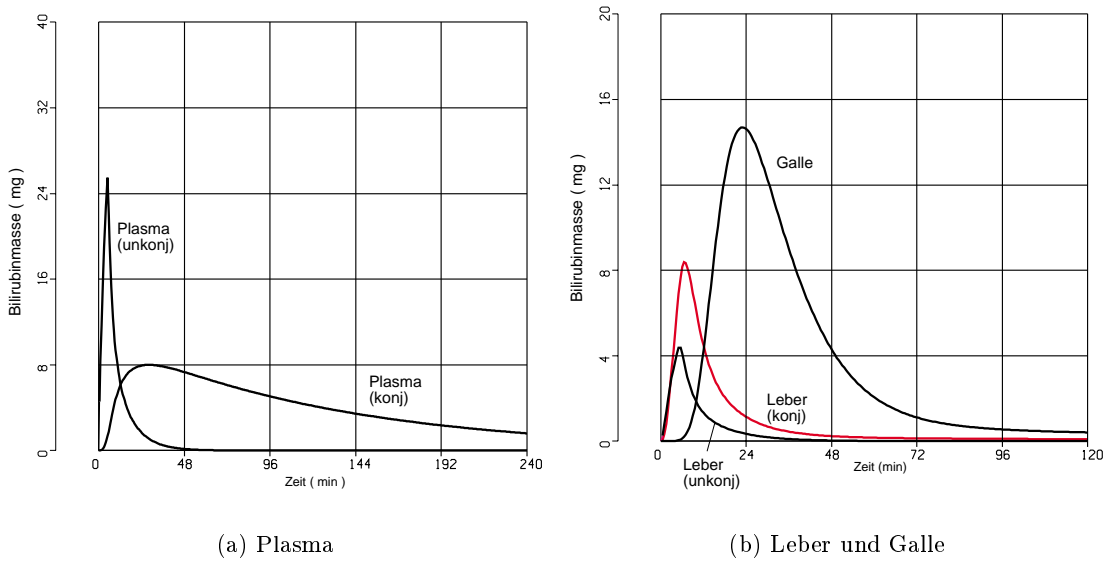 40
32
24
16
8
0
Bilirubinmasse ( mg )
Plasma
(unkonj)
Plasma
(konj)
0 48 96 144 192 240
Zeit ( min )
(a) Plasma
20
16
12
8
4
0
Bilirubinmasse ( mg )
Galle
Leber
(konj)
Leber
(unkonj)
0 24 48 72 96 120
Zeit (min)
(b) Leber und Galle